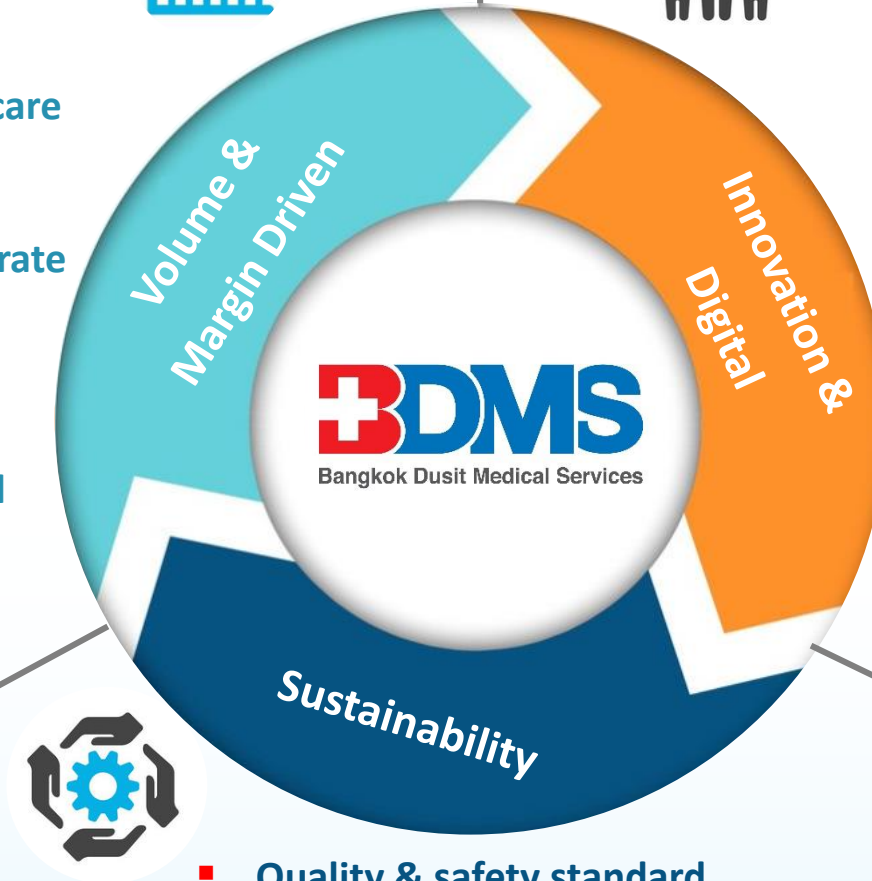 care
Volume &
Margin Driven
Innovation &
Digital
rate
BDMS
Bangkok Dusit Medical Services
Sustainability
Quality & safety standard